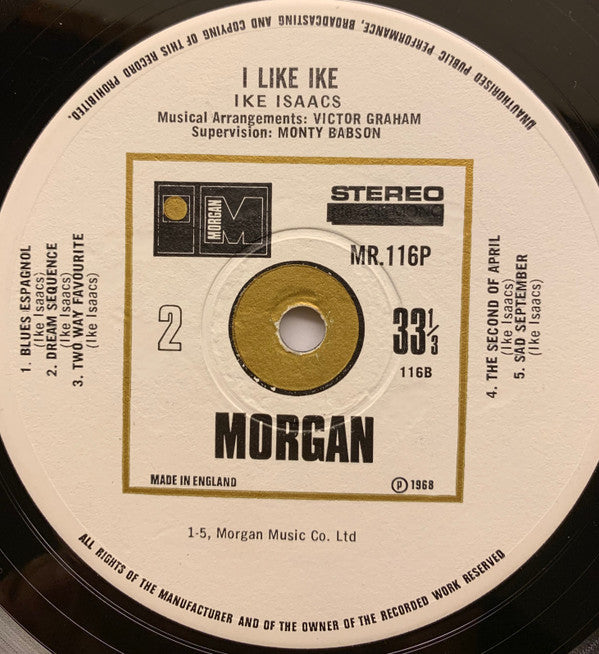 UNAUTHORISED PUBLIC PERFORMANCE, BROADCASTING AND COPYING OF THIS RECORD PROHIBITED.
I LIKE IKE
IKE ISAACS
Musical Arrangements: VICTOR GRAHAM
Supervision: MONTY BABSON
MORGAN
M
STEREO
MR.116P
2
33 1/3
116B
1. BLUES ESPAGNOL
(Ike Isaacs)
2. DREAM SEQUENCE
(Ike Isaacs)
3. TWO WAY FAVOURITE
(Ike Isaacs)
4. THE SECOND OF APRIL
(Ike Isaacs)
5. SAD SEPTEMBER
(Ike Isaacs)
MORGAN
MADE IN ENGLAND
℗ 1968
1-5, Morgan Music Co. Ltd
ALL RIGHTS OF THE MANUFACTURER AND OF THE OWNER OF THE RECORDED WORK RESERVED